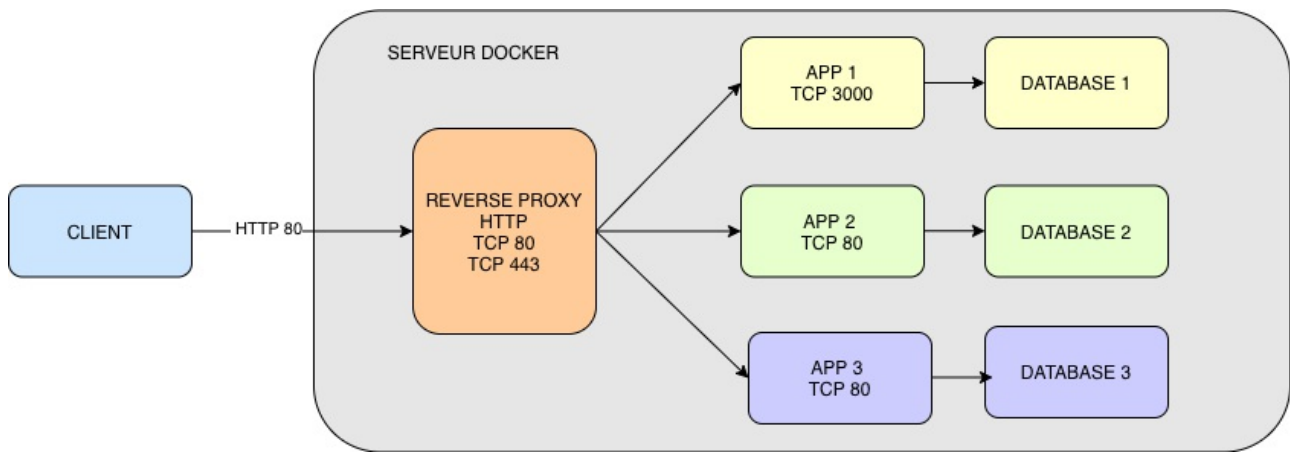 SERVEUR DOCKER
CLIENT
HTTP 80
REVERSE PROXY
HTTP
TCP 80
TCP 443
APP 1
TCP 3000
DATABASE 1
APP 2
TCP 80
DATABASE 2
APP 3
TCP 80
DATABASE 3